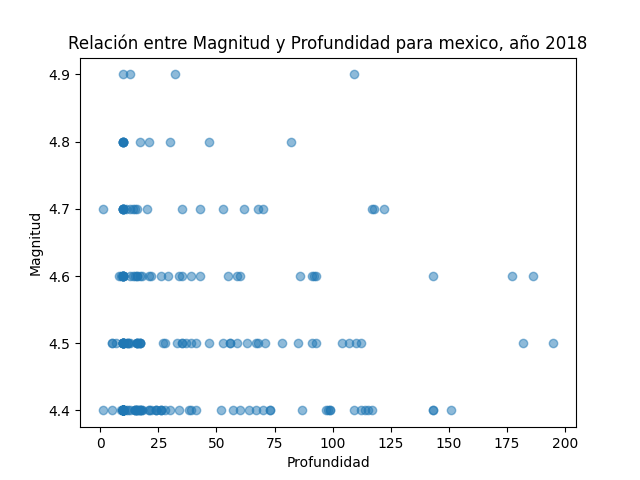 Relación entre Magnitud y Profundidad para mexico, año 2018
4.9
4.8
4.7
4.6
4.5
4.4
Magnitud
0 25 50 75 100 125 150 175 200
Profundidad